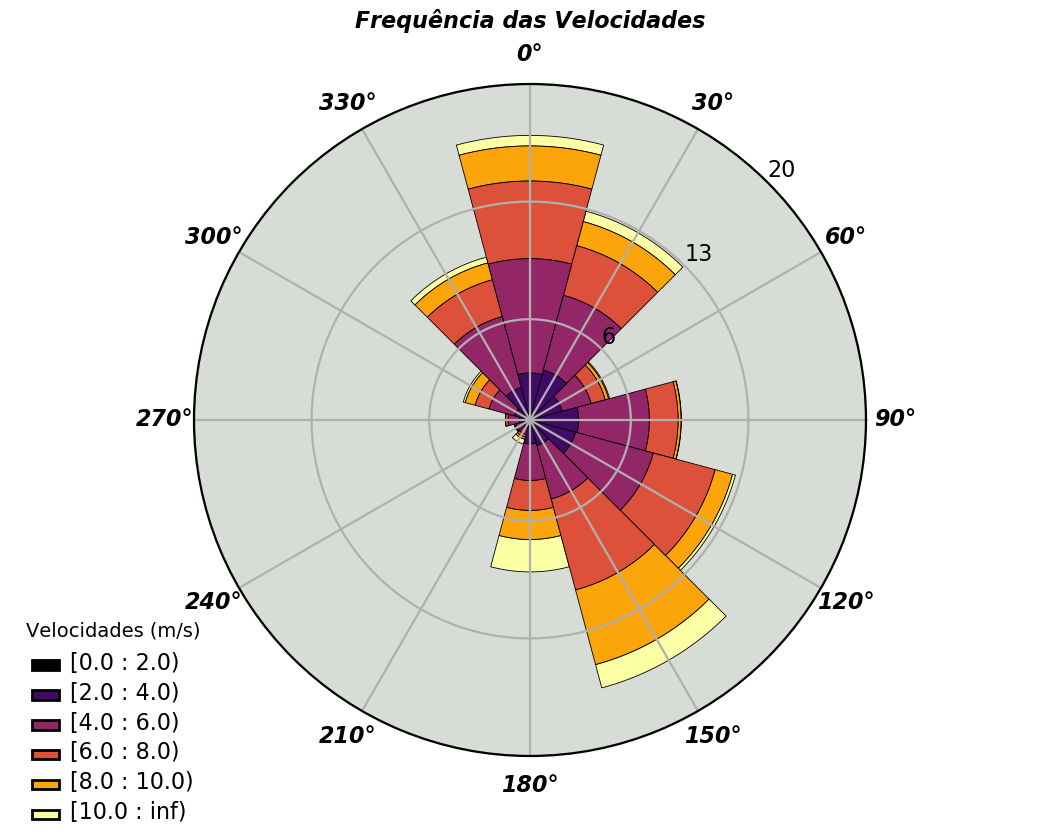 Frequência das Velocidades
0°
330°
30°
20
300°
60°
13
6
270°
90°
240°
120°
210°
150°
180°
Velocidades (m/s)
[0.0 : 2.0)
[2.0 : 4.0)
[4.0 : 6.0)
[6.0 : 8.0)
[8.0 : 10.0)
[10.0 : inf)